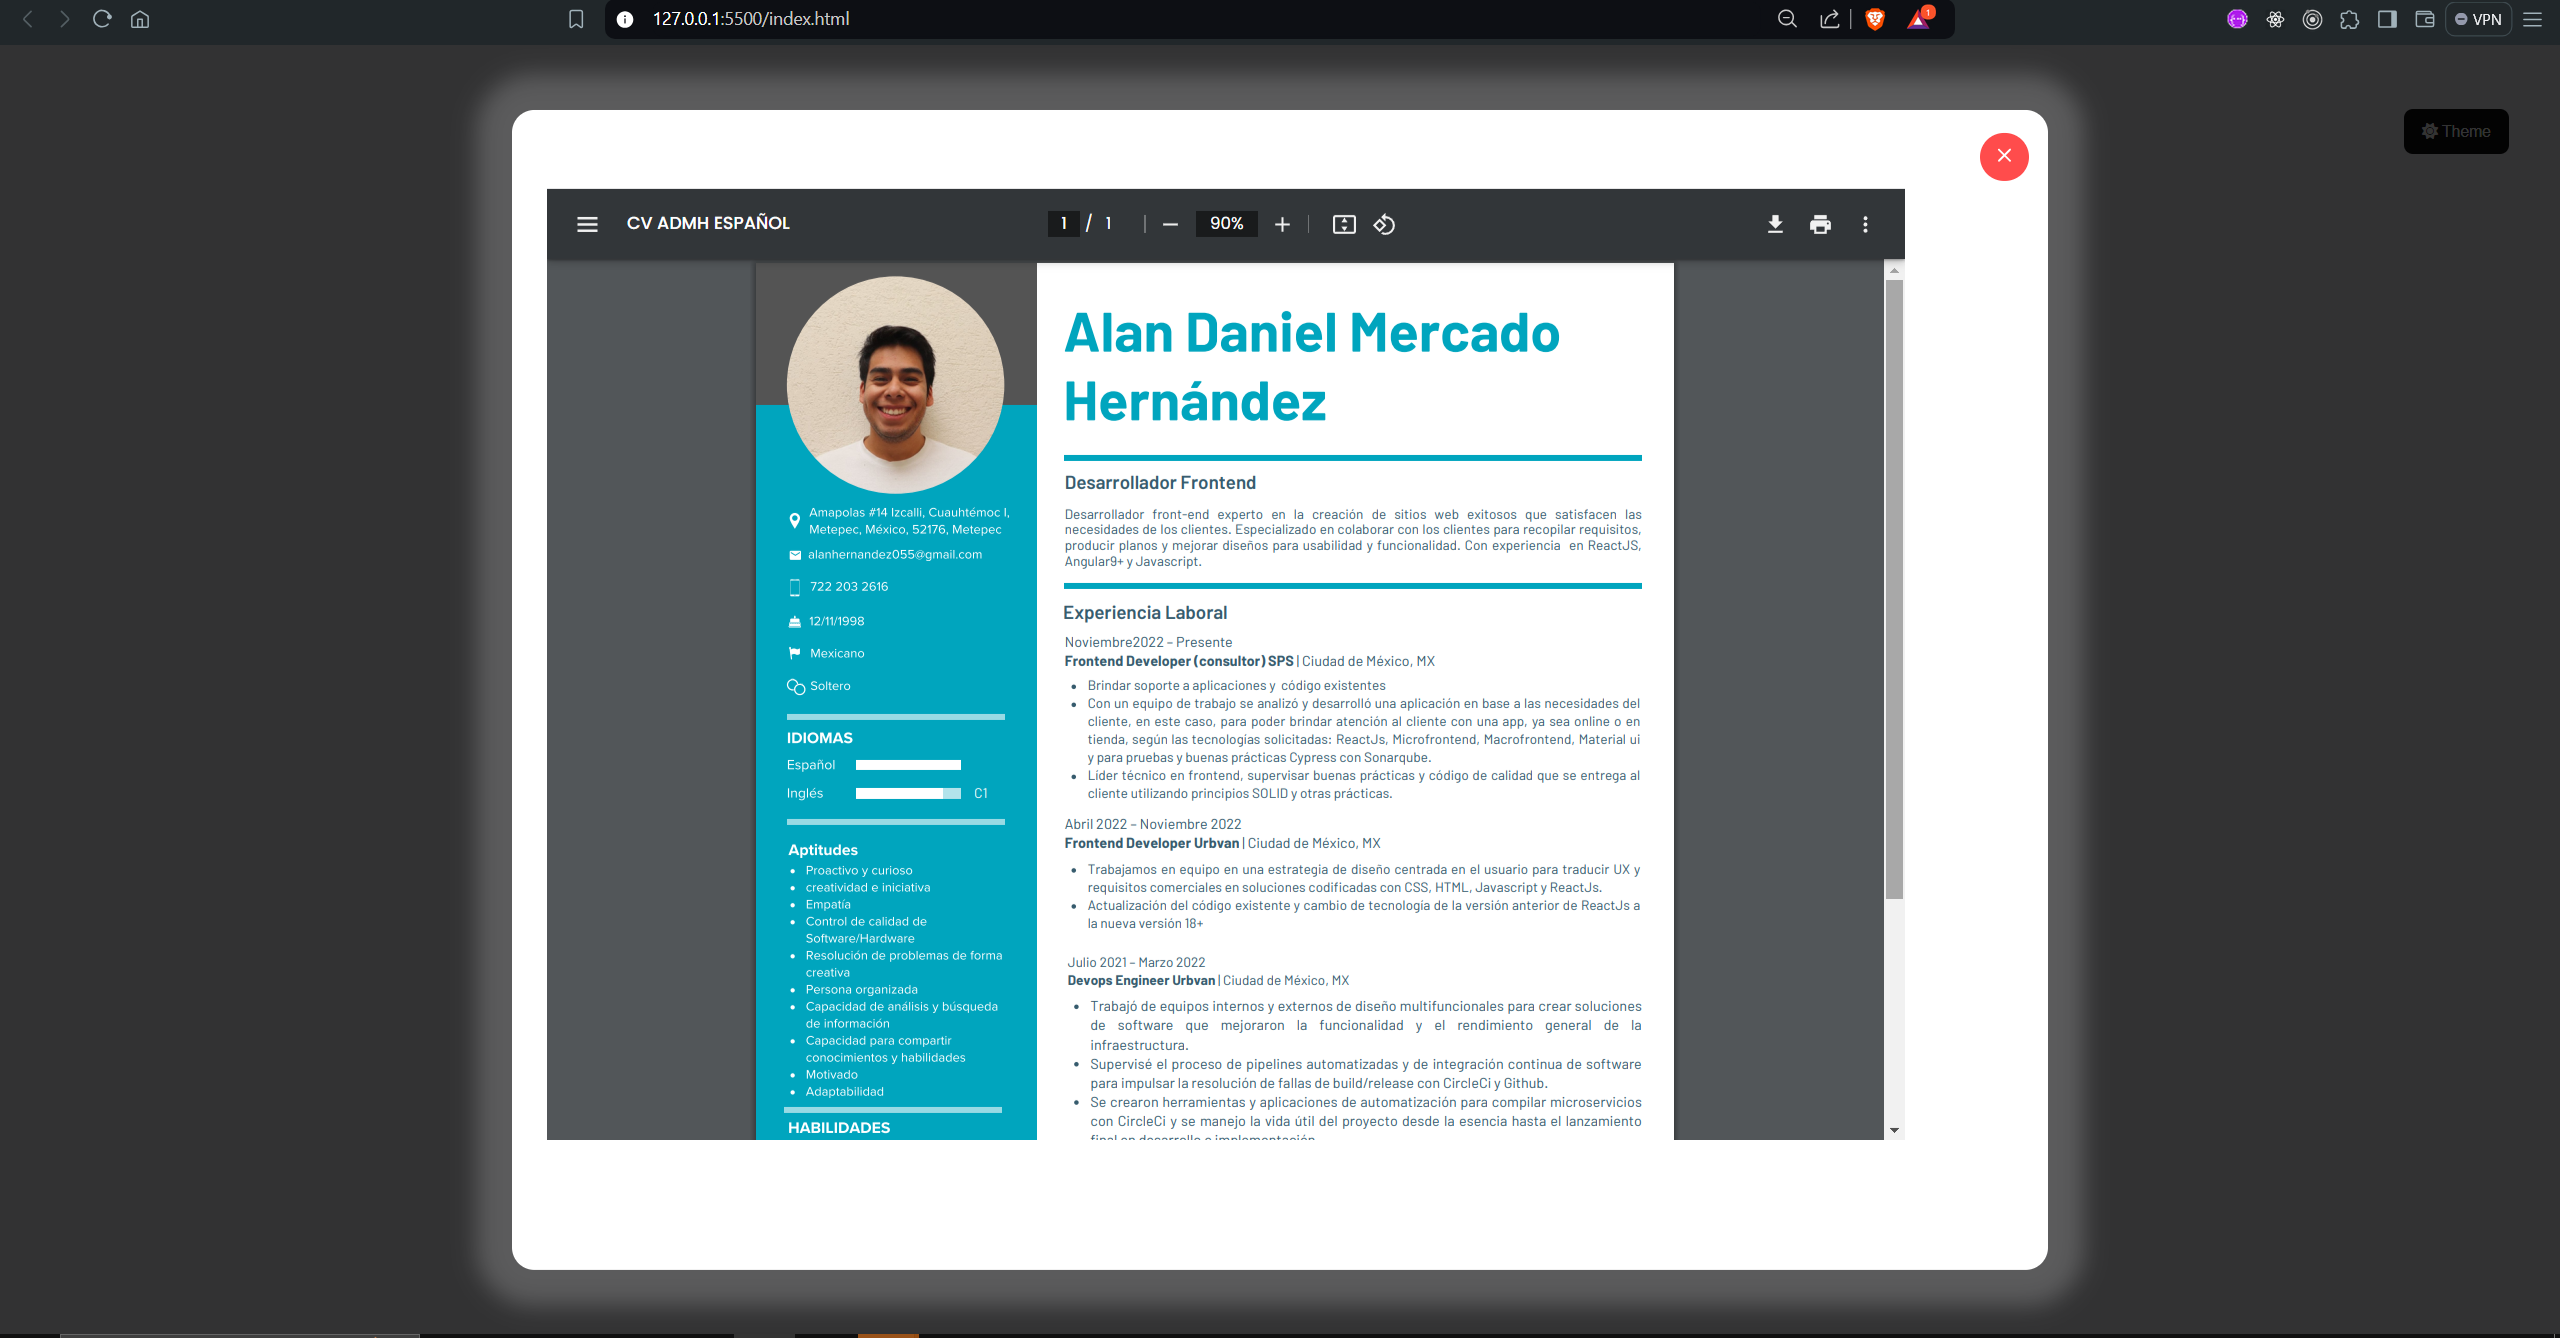 127.0.0.1:5500/index.html
1
VPN
Theme
CV ADMH ESPAÑOL
1 / 1
90%
Alan Daniel Mercado
Hernández
Amapolas #14 Izcalli, Cuauhtémoc I,
Metepec, México, 52176, Metepec
alanhernandez055@gmail.com
722 203 2616
12/11/1998
Mexicano
Soltero
IDIOMAS
Español
Inglés C1
Aptitudes
• Proactivo y curioso
• creatividad e iniciativa
• Empatía
• Control de calidad de
Software/Hardware
• Resolución de problemas de forma
creativa
• Persona organizada
• Capacidad de análisis y búsqueda
de información
• Capacidad para compartir
conocimientos y habilidades
• Motivado
• Adaptabilidad
HABILIDADES
Desarrollador Frontend
Desarrollador front-end experto en la creación de sitios web exitosos que satisfacen las
necesidades de los clientes. Especializado en colaborar con los clientes para recopilar requisitos,
producir planos y mejorar diseños para usabilidad y funcionalidad. Con experiencia en ReactJS,
Angular9+ y Javascript.
Experiencia Laboral
Noviembre2022 – Presente
Frontend Developer (consultor) SPS | Ciudad de México, MX
• Brindar soporte a aplicaciones y código existentes
• Con un equipo de trabajo se analizó y desarrolló una aplicación en base a las necesidades del
cliente, en este caso, para poder brindar atención al cliente con una app, ya sea online o en
tienda, según las tecnologías solicitadas: ReactJs, Microfrontend, Macrofrontend, Material ui
y para pruebas y buenas prácticas Cypress con Sonarqube.
• Líder técnico en frontend, supervisar buenas prácticas y código de calidad que se entrega al
cliente utilizando principios SOLID y otras prácticas.
Abril 2022 – Noviembre 2022
Frontend Developer Urbvan | Ciudad de México, MX
• Trabajamos en equipo en una estrategia de diseño centrada en el usuario para traducir UX y
requisitos comerciales en soluciones codificadas con CSS, HTML, Javascript y ReactJs.
• Actualización del código existente y cambio de tecnología de la versión anterior de ReactJs a
la nueva versión 18+
Julio 2021 – Marzo 2022
Devops Engineer Urbvan | Ciudad de México, MX
• Trabajó de equipos internos y externos de diseño multifuncionales para crear soluciones
de software que mejoraron la funcionalidad y el rendimiento general de la
infraestructura.
• Supervisé el proceso de pipelines automatizadas y de integración continua de software
para impulsar la resolución de fallas de build/release con CircleCi y Github.
• Se crearon herramientas y aplicaciones de automatización para compilar microservicios
con CircleCi y se manejo la vida útil del proyecto desde la esencia hasta el lanzamiento